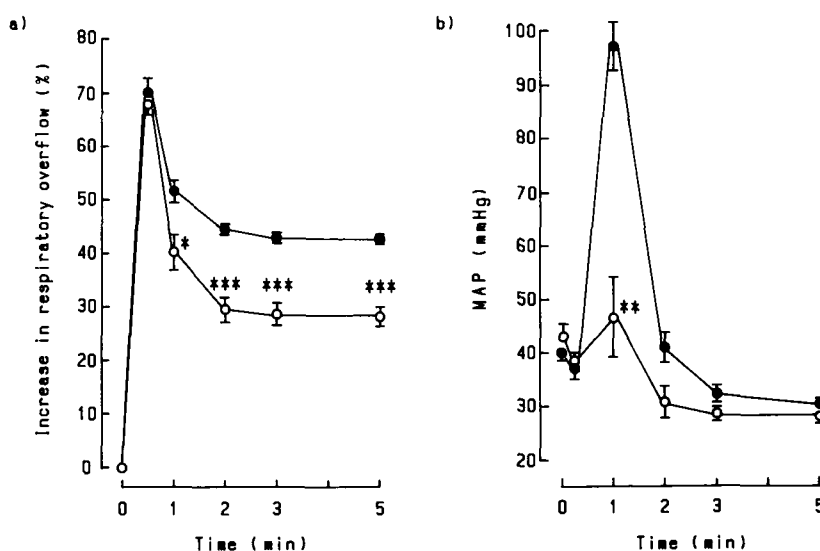 a)
Increase in respiratory overflow (%)
80
70
60
50
40
30
20
10
0
*
***
***
***
0 1 2 3 5
Time (min)
b)
MAP (mmHg)
100
90
80
70
60
50
40
30
20
**
0 1 2 3 5
Time (min)